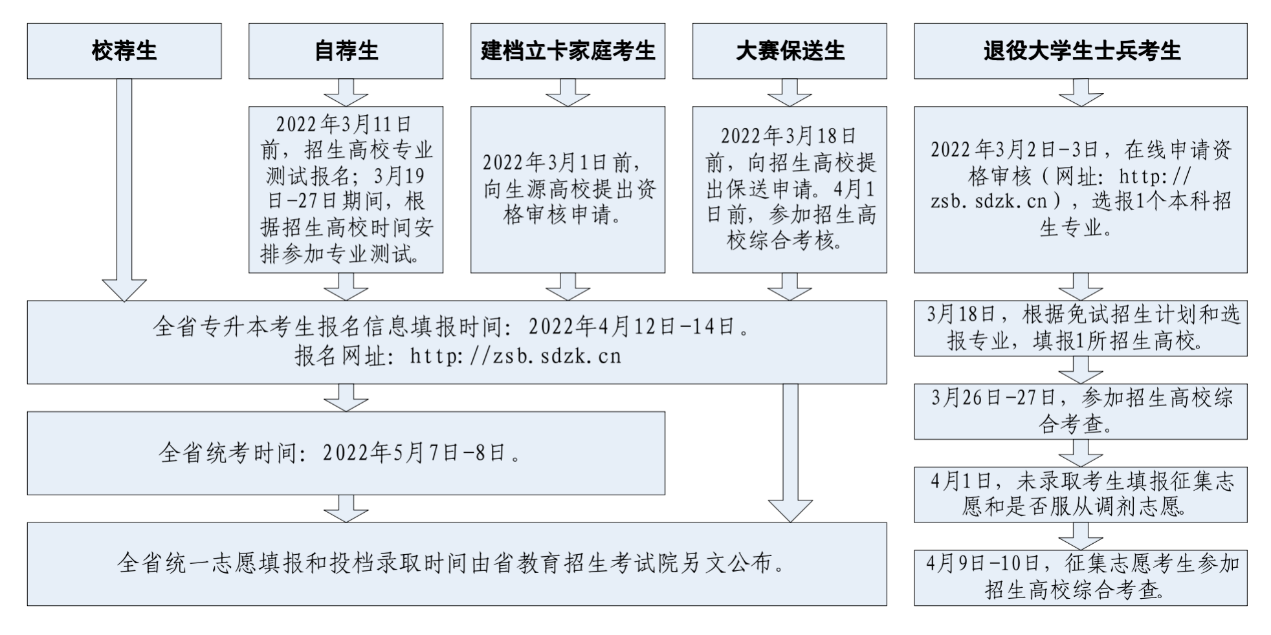 校荐生
自荐生
建档立卡家庭考生
大赛保送生
退役大学生士兵考生
2022年3月11日
前，招生高校专业
测试报名；3月19
日-27日期间，根
据招生高校时间安
排参加专业测试。
2022年3月1日前，
向生源高校提出资
格审核申请。
2022年3月18日
前，向招生高校提
出保送申请。4月1
日前，参加招生高
校综合考核。
2022年3月2日-3日，在线申请资
格审核（网址：http://
zsb.sdzk.cn），选报1个本科招
生专业。
全省专升本考生报名信息填报时间：2022年4月12日-14日。
报名网址：http://zsb.sdzk.cn
3月18日，根据免试招生计划和选
报专业，填报1所招生高校。
3月26日-27日，参加招生高校综
合考查。
全省统考时间：2022年5月7日-8日。
4月1日，未录取考生填报征集志
愿和是否服从调剂志愿。
全省统一志愿填报和投档录取时间由省教育招生考试院另文公布。
4月9日-10日，征集志愿考生参加
招生高校综合考查。